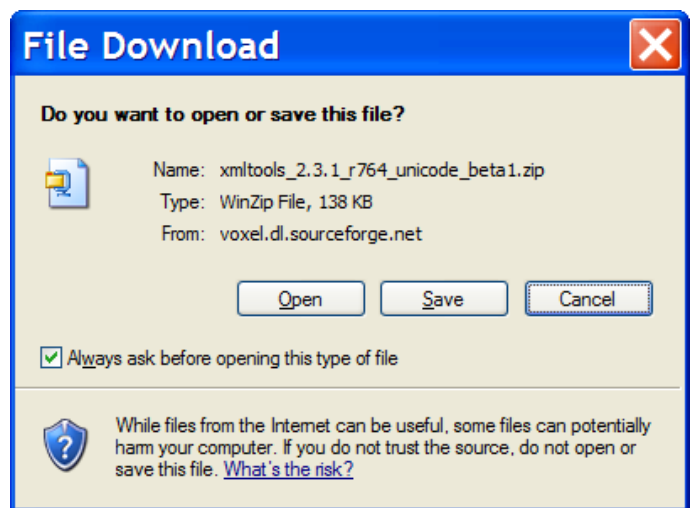 File Download
Do you want to open or save this file?
Name: xmltools_2.3.1_r764_unicode_beta1.zip
Type: WinZip File, 138 KB
From: voxel.dl.sourceforge.net
Open Save Cancel
Always ask before opening this type of file
While files from the Internet can be useful, some files can potentially
harm your computer. If you do not trust the source, do not open or
save this file. What's the risk?